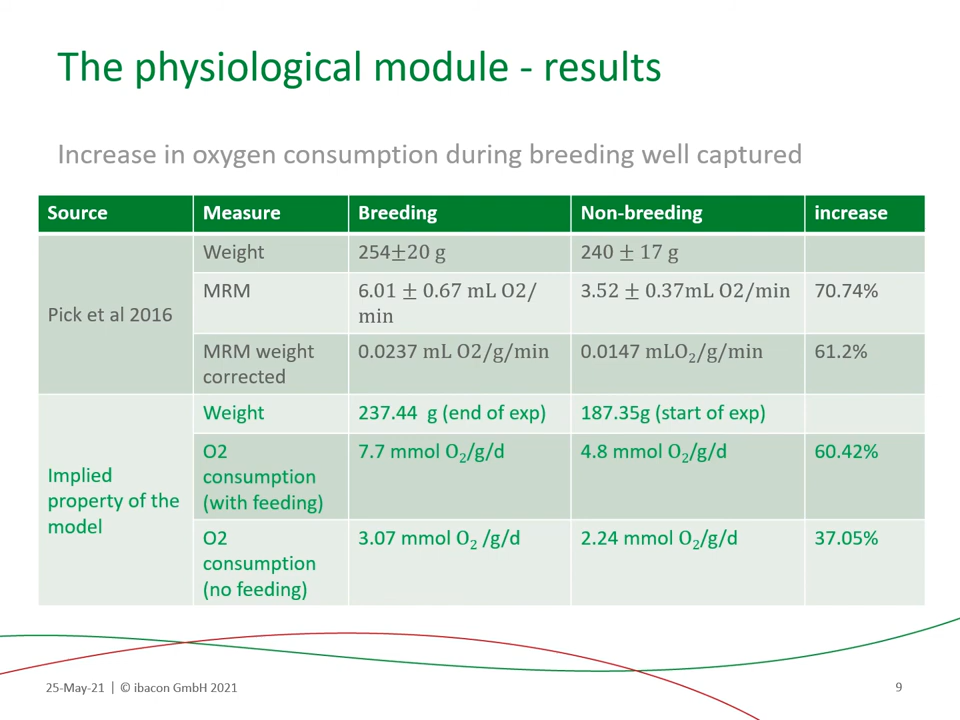 The physiological module - results
Increase in oxygen consumption during breeding well captured
Source Measure Breeding Non-breeding increase
Pick et al 2016
Weight 254±20 g 240 ± 17 g
MRM 6.01 ± 0.67 mL O2/ 3.52 ± 0.37mL O2/min 70.74%
min
MRM weight 0.0237 mL O2/g/min 0.0147 mLO₂/g/min 61.2%
corrected
Implied
property of the
model
Weight 237.44 g (end of exp) 187.35g (start of exp)
O2 7.7 mmol O₂/g/d 4.8 mmol O₂/g/d 60.42%
consumption
(with feeding)
O2 3.07 mmol O₂ /g/d 2.24 mmol O₂/g/d 37.05%
consumption
(no feeding)
25-May-21 | © ibacon GmbH 2021 9